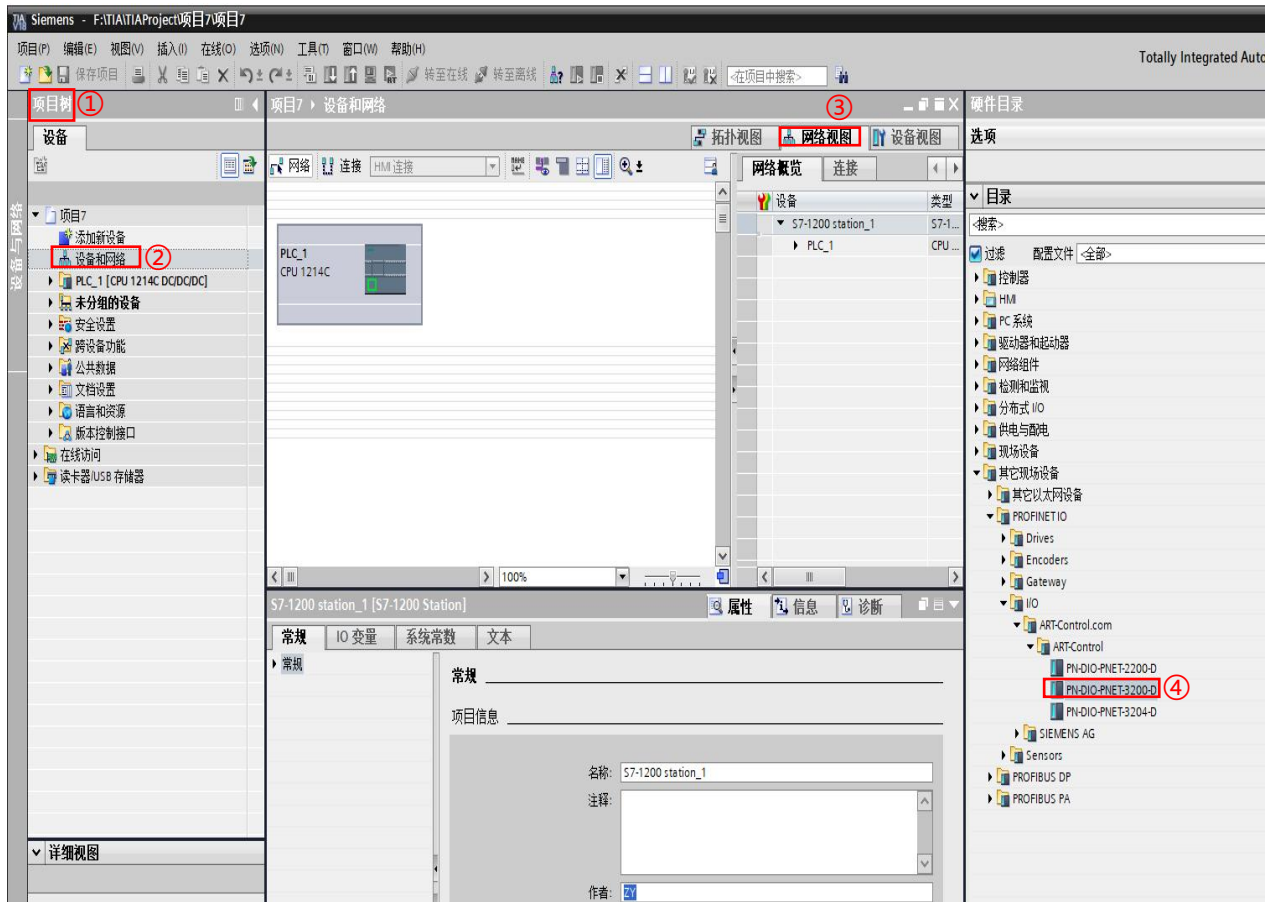 Siemens - F:\TIA\TIAProject\项目7\项目7
项目(P) 编辑(E) 视图(V) 插入(I) 在线(O) 选项(N) 工具(T) 窗口(W) 帮助(H)
Totally Integrated Auto
保存项目 转至在线 转至离线 <在项目中搜索>
项目树 ①
设备
设备与网络
项目7
添加新设备
设备和网络 ②
PLC_1 [CPU 1214C DC/DC/DC]
未分组的设备
安全设置
跨设备功能
公共数据
文档设置
语言和资源
版本控制接口
在线访问
读卡器/USB 存储器
详细视图
项目7 ▸ 设备和网络
③
拓扑视图 网络视图 设备视图
网络 连接 HMI 连接
PLC_1
CPU 1214C
100%
网络概览 连接
设备 类型
S7-1200 station_1 S7-1...
PLC_1 CPU ...
S7-1200 station_1 [S7-1200 Station]
属性 信息 诊断
常规 IO 变量 系统常数 文本
常规
常规
项目信息
名称: S7-1200 station_1
注释:
作者: ZY
硬件目录
选项
目录
<搜索>
过滤 配置文件 <全部>
控制器
HMI
PC 系统
驱动器和起动器
网络组件
检测和监视
分布式 I/O
供电与配电
现场设备
其它现场设备
其它以太网设备
PROFINET IO
Drives
Encoders
Gateway
I/O
ART-Control.com
ART-Control
PN-DIO-PNET-2200-D
PN-DIO-PNET-3200-D ④
PN-DIO-PNET-3204-D
SIEMENS AG
Sensors
PROFIBUS DP
PROFIBUS PA